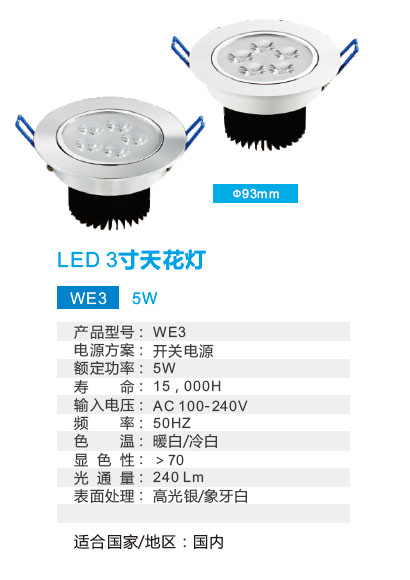 Φ93mm
LED 3寸天花灯
WE3 5W
产品型号：WE3
电源方案：开关电源
额定功率：5W
寿　　命：15，000H
输入电压：AC 100-240V
频　　率：50HZ
色　　温：暖白/冷白
显 色 性：＞70
光 通 量：240 Lm
表面处理：高光银/象牙白
适合国家/地区：国内